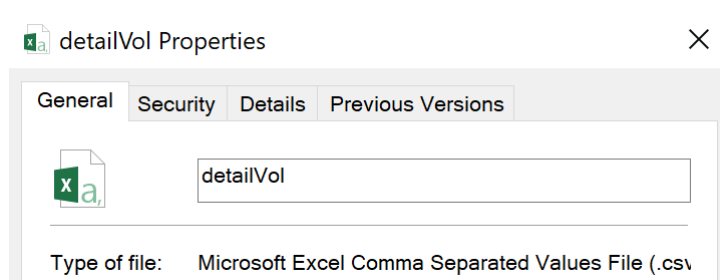 detailVol Properties
General Security Details Previous Versions
detailVol
Type of file: Microsoft Excel Comma Separated Values File (.csv